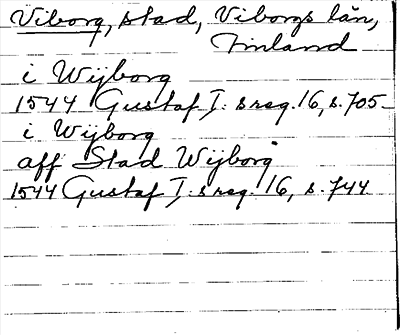 Viborg, stad, Viborgs län,
Finland
i Wijborg
1544 Gustaf I:s reg. 16, s. 705
i Wijborg
aff Stad Wijborg
1544 Gustaf I:s reg. 16, s. 744